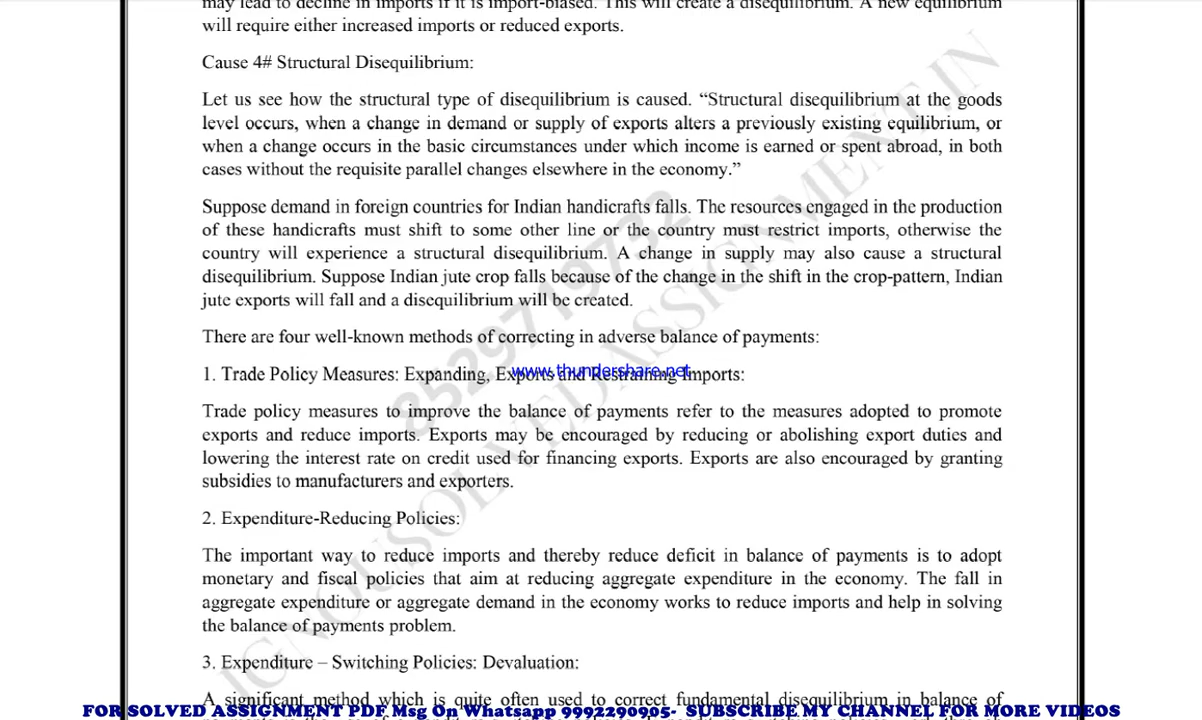 may lead to decline in imports if it is import-biased. This will create a disequilibrium. A new equilibrium
will require either increased imports or reduced exports.
Cause 4# Structural Disequilibrium:
Let us see how the structural type of disequilibrium is caused. “Structural disequilibrium at the goods
level occurs, when a change in demand or supply of exports alters a previously existing equilibrium, or
when a change occurs in the basic circumstances under which income is earned or spent abroad, in both
cases without the requisite parallel changes elsewhere in the economy.”
Suppose demand in foreign countries for Indian handicrafts falls. The resources engaged in the production
of these handicrafts must shift to some other line or the country must restrict imports, otherwise the
country will experience a structural disequilibrium. A change in supply may also cause a structural
disequilibrium. Suppose Indian jute crop falls because of the change in the shift in the crop-pattern, Indian
jute exports will fall and a disequilibrium will be created.
There are four well-known methods of correcting in adverse balance of payments:
1. Trade Policy Measures: Expanding, Exports and Restraining Imports:
www.thundershare.net
Trade policy measures to improve the balance of payments refer to the measures adopted to promote
exports and reduce imports. Exports may be encouraged by reducing or abolishing export duties and
lowering the interest rate on credit used for financing exports. Exports are also encouraged by granting
subsidies to manufacturers and exporters.
2. Expenditure-Reducing Policies:
The important way to reduce imports and thereby reduce deficit in balance of payments is to adopt
monetary and fiscal policies that aim at reducing aggregate expenditure in the economy. The fall in
aggregate expenditure or aggregate demand in the economy works to reduce imports and help in solving
the balance of payments problem.
3. Expenditure – Switching Policies: Devaluation:
A significant method which is quite often used to correct fundamental disequilibrium in balance of
FOR SOLVED ASSIGNMENT PDF Msg On Whatsapp 9992290905- SUBSCRIBE MY CHANNEL FOR MORE VIDEOS
8529719732
IGNOUSOLVEDASSIGNMENT.IN